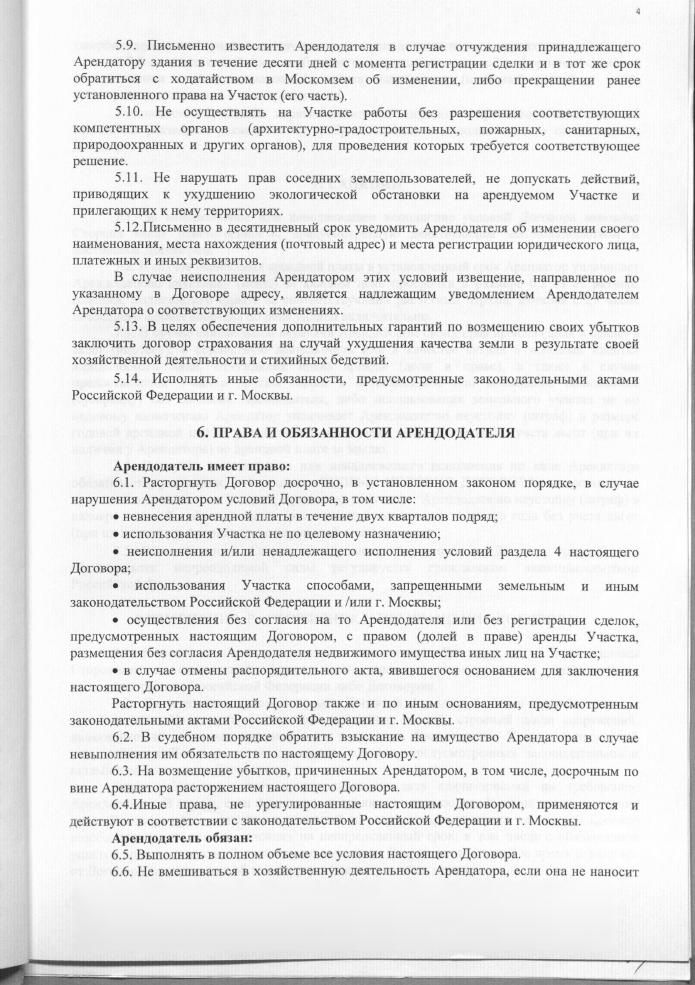 4
5.9. Письменно известить Арендодателя в случае отчуждения принадлежащего
Арендатору здания в течение десяти дней с момента регистрации сделки и в тот же срок
обратиться с ходатайством в Москомзем об изменении, либо прекращении ранее
установленного права на Участок (его часть).
5.10. Не осуществлять на Участке работы без разрешения соответствующих
компетентных органов (архитектурно-градостроительных, пожарных, санитарных,
природоохранных и других органов), для проведения которых требуется соответствующее
решение.
5.11. Не нарушать прав соседних землепользователей, не допускать действий,
приводящих к ухудшению экологической обстановки на арендуемом Участке и
прилегающих к нему территориях.
5.12.Письменно в десятидневный срок уведомить Арендодателя об изменении своего
наименования, места нахождения (почтовый адрес) и места регистрации юридического лица,
платежных и иных реквизитов.
В случае неисполнения Арендатором этих условий извещение, направленное по
указанному в Договоре адресу, является надлежащим уведомлением Арендодателем
Арендатора о соответствующих изменениях.
5.13. В целях обеспечения дополнительных гарантий по возмещению своих убытков
заключить договор страхования на случай ухудшения качества земли в результате своей
хозяйственной деятельности и стихийных бедствий.
5.14. Исполнять иные обязанности, предусмотренные законодательными актами
Российской Федерации и г. Москвы.
6. ПРАВА И ОБЯЗАННОСТИ АРЕНДОДАТЕЛЯ
Арендодатель имеет право:
6.1. Расторгнуть Договор досрочно, в установленном законом порядке, в случае
нарушения Арендатором условий Договора, в том числе:
• невнесения арендной платы в течение двух кварталов подряд;
• использования Участка не по целевому назначению;
• неисполнения и/или ненадлежащего исполнения условий раздела 4 настоящего
Договора;
• использования Участка способами, запрещенными земельным и иным
законодательством Российской Федерации и /или г. Москвы;
• осуществления без согласия на то Арендодателя или без регистрации сделок,
предусмотренных настоящим Договором, с правом (долей в праве) аренды Участка,
размещения без согласия Арендодателя недвижимого имущества иных лиц на Участке;
• в случае отмены распорядительного акта, явившегося основанием для заключения
настоящего Договора.
Расторгнуть настоящий Договор также и по иным основаниям, предусмотренным
законодательными актами Российской Федерации и г. Москвы.
6.2. В судебном порядке обратить взыскание на имущество Арендатора в случае
невыполнения им обязательств по настоящему Договору.
6.3. На возмещение убытков, причиненных Арендатором, в том числе, досрочным по
вине Арендатора расторжением настоящего Договора.
6.4.Иные права, не урегулированные настоящим Договором, применяются и
действуют в соответствии с законодательством Российской Федерации и г. Москвы.
Арендодатель обязан:
6.5. Выполнять в полном объеме все условия настоящего Договора.
6.6. Не вмешиваться в хозяйственную деятельность Арендатора, если она не наносит